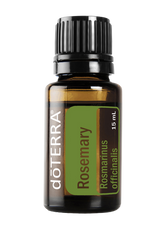 dōTERRA
Rosemary
Rosmarinus
officinalis
15 mL